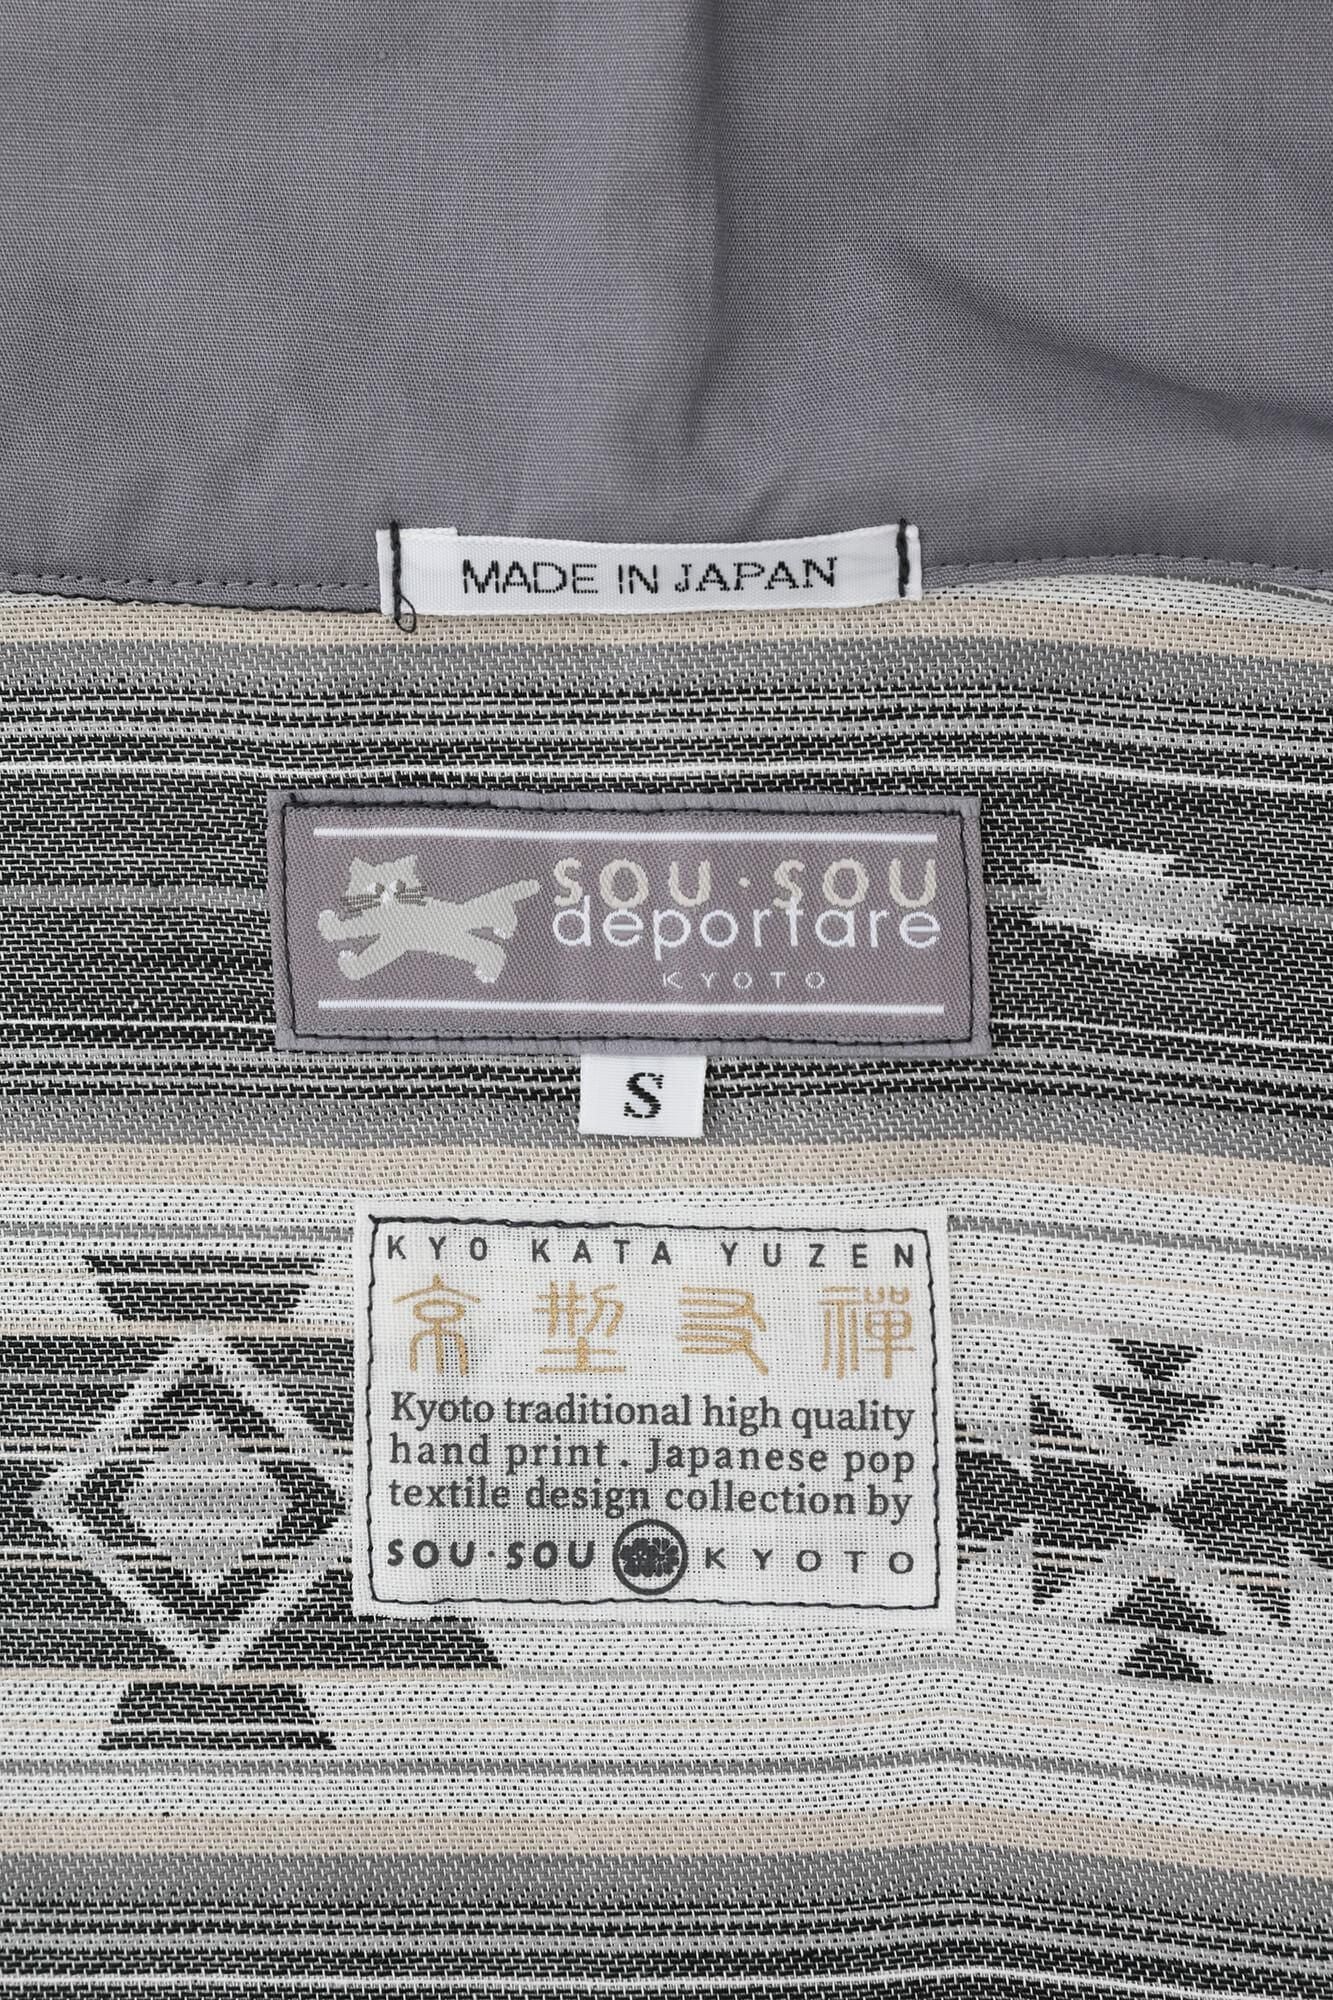 MADE IN JAPAN
SOU・SOU
deportare
KYOTO
S
KYO KATA YUZEN
京型友禅
Kyoto traditional high quality
hand print . Japanese pop
textile design collection by
SOU・SOU KYOTO